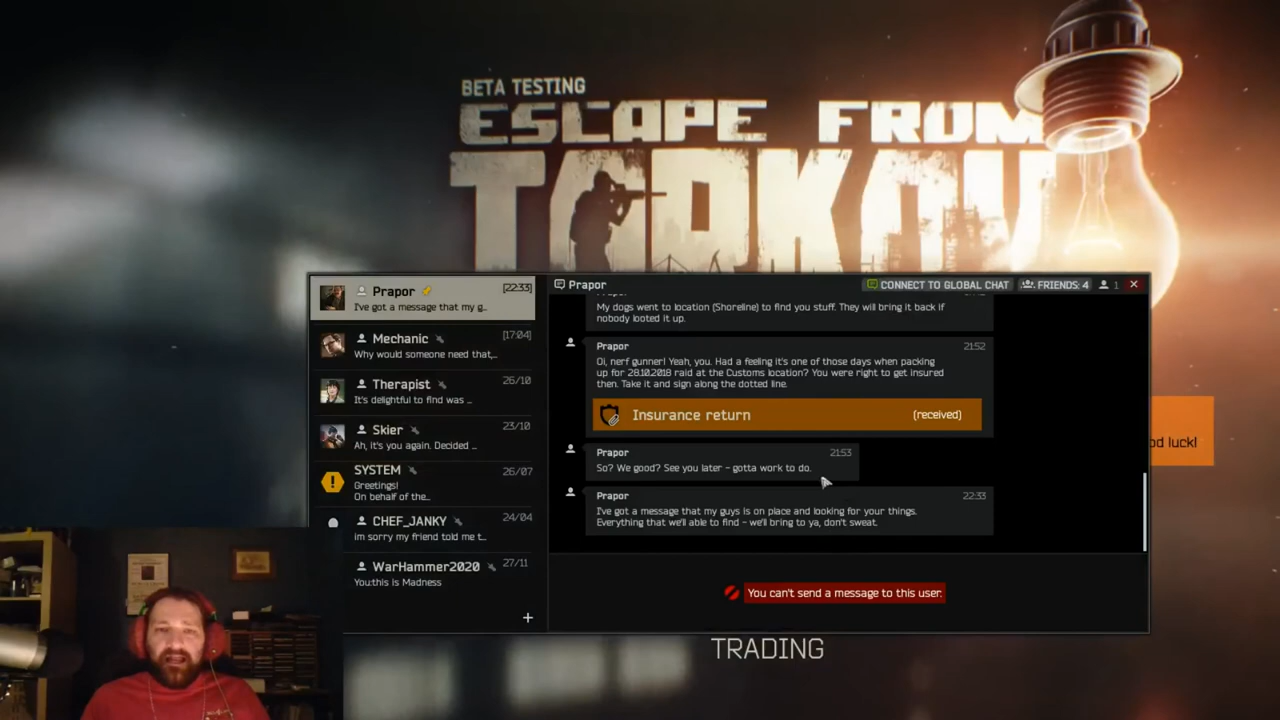 BETA TESTING
ESCAPE FROM
TARKOV
Prapor
[22:33]
I've got a message that my g..
Mechanic
[17:04]
Why would someone need that,..
Therapist
26/10
It's delightful to find was ..
Skier
23/10
Ah, it's you again. Decided ..
SYSTEM
26/07
Greetings!
On behalf of the..
CHEF_JANKY
24/04
im sorry my friend told me t..
WarHammer2020
27/11
You:this is Madness
+
Prapor
CONNECT TO GLOBAL CHAT
FRIENDS: 4
1
My dogs went to location (Shoreline) to find you stuff. They will bring it back if
nobody looted it up.
Prapor
21:52
Oi, nerf gunner! Yeah, you. Had a feeling it's one of those days when packing
up for 28.10.2018 raid at the Customs location? You were right to get insured
then. Take it and sign along the dotted line.
Insurance return
(received)
Prapor
21:53
So? We good? See you later - gotta work to do.
Prapor
22:33
I've got a message that my guys is on place and looking for your things.
Everything that we'll able to find - we'll bring to ya, don't sweat.
You can't send a message to this user.
luck!
TRADING